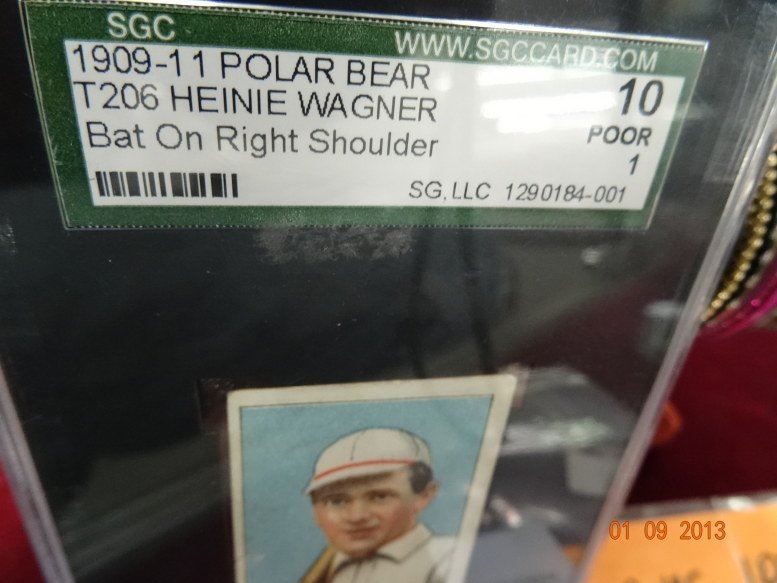 SGC WWW.SGCCARD.COM
1909-11 POLAR BEAR 10
T206 HEINIE WAGNER POOR
Bat On Right Shoulder 1
SG, LLC 1290184-001
01 09 2013